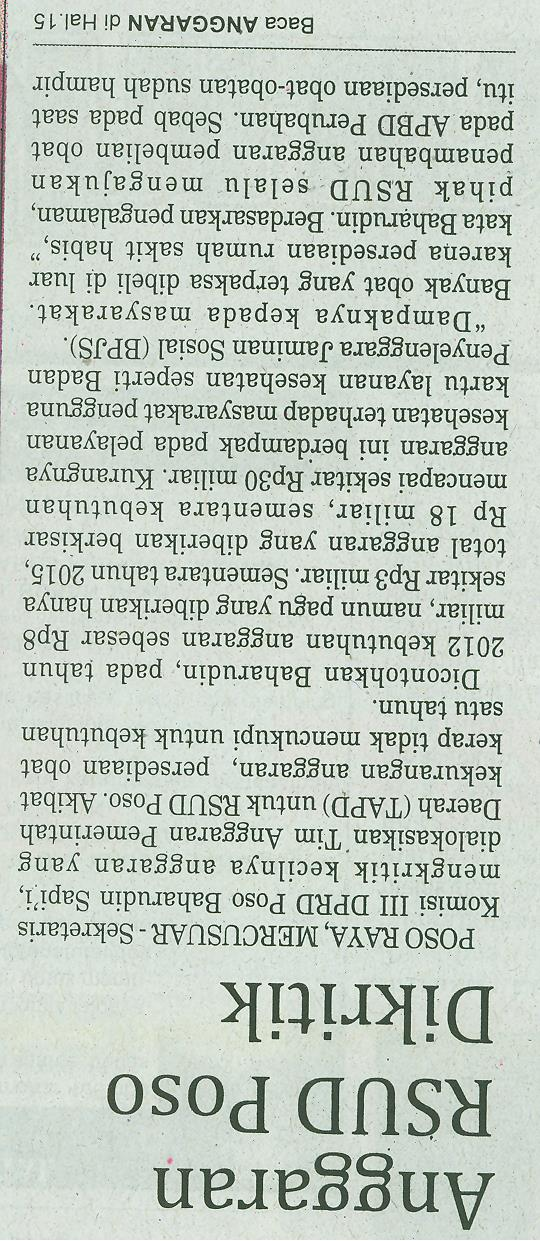 Anggaran
RSUD Poso
Dikritik
POSO RAYA, MERCUSUAR - Sekretaris
Komisi III DPRD Poso Baharudin Sapi'i,
mengkritik kecilnya anggaran yang
dialokasikan Tim Anggaran Pemerintah
Daerah (TAPD) untuk RSUD Poso. Akibat
kekurangan anggaran, persediaan obat
kerap tidak mencukupi untuk kebutuhan
satu tahun.
Dicontohkan Baharudin, pada tahun
2012 kebutuhan anggaran sebesar Rp8
miliar, namun pagu yang diberikan hanya
sekitar Rp3 miliar. Sementara tahun 2015,
total anggaran yang diberikan berkisar
Rp 18 miliar, sementara kebutuhan
mencapai sekitar Rp30 miliar. Kurangnya
anggaran ini berdampak pada pelayanan
kesehatan terhadap masyarakat pengguna
kartu layanan kesehatan seperti Badan
Penyelenggara Jaminan Sosial (BPJS).
“Dampaknya kepada masyarakat.
Banyak obat yang terpaksa dibeli di luar
karena persediaan rumah sakit habis,”
kata Baharudin. Berdasarkan pengalaman,
pihak RSUD selalu mengajukan
penambahan anggaran pembelian obat
pada APBD Perubahan. Sebab pada saat
itu, persediaan obat-obatan sudah hampir
Baca ANGGARAN di Hal.15